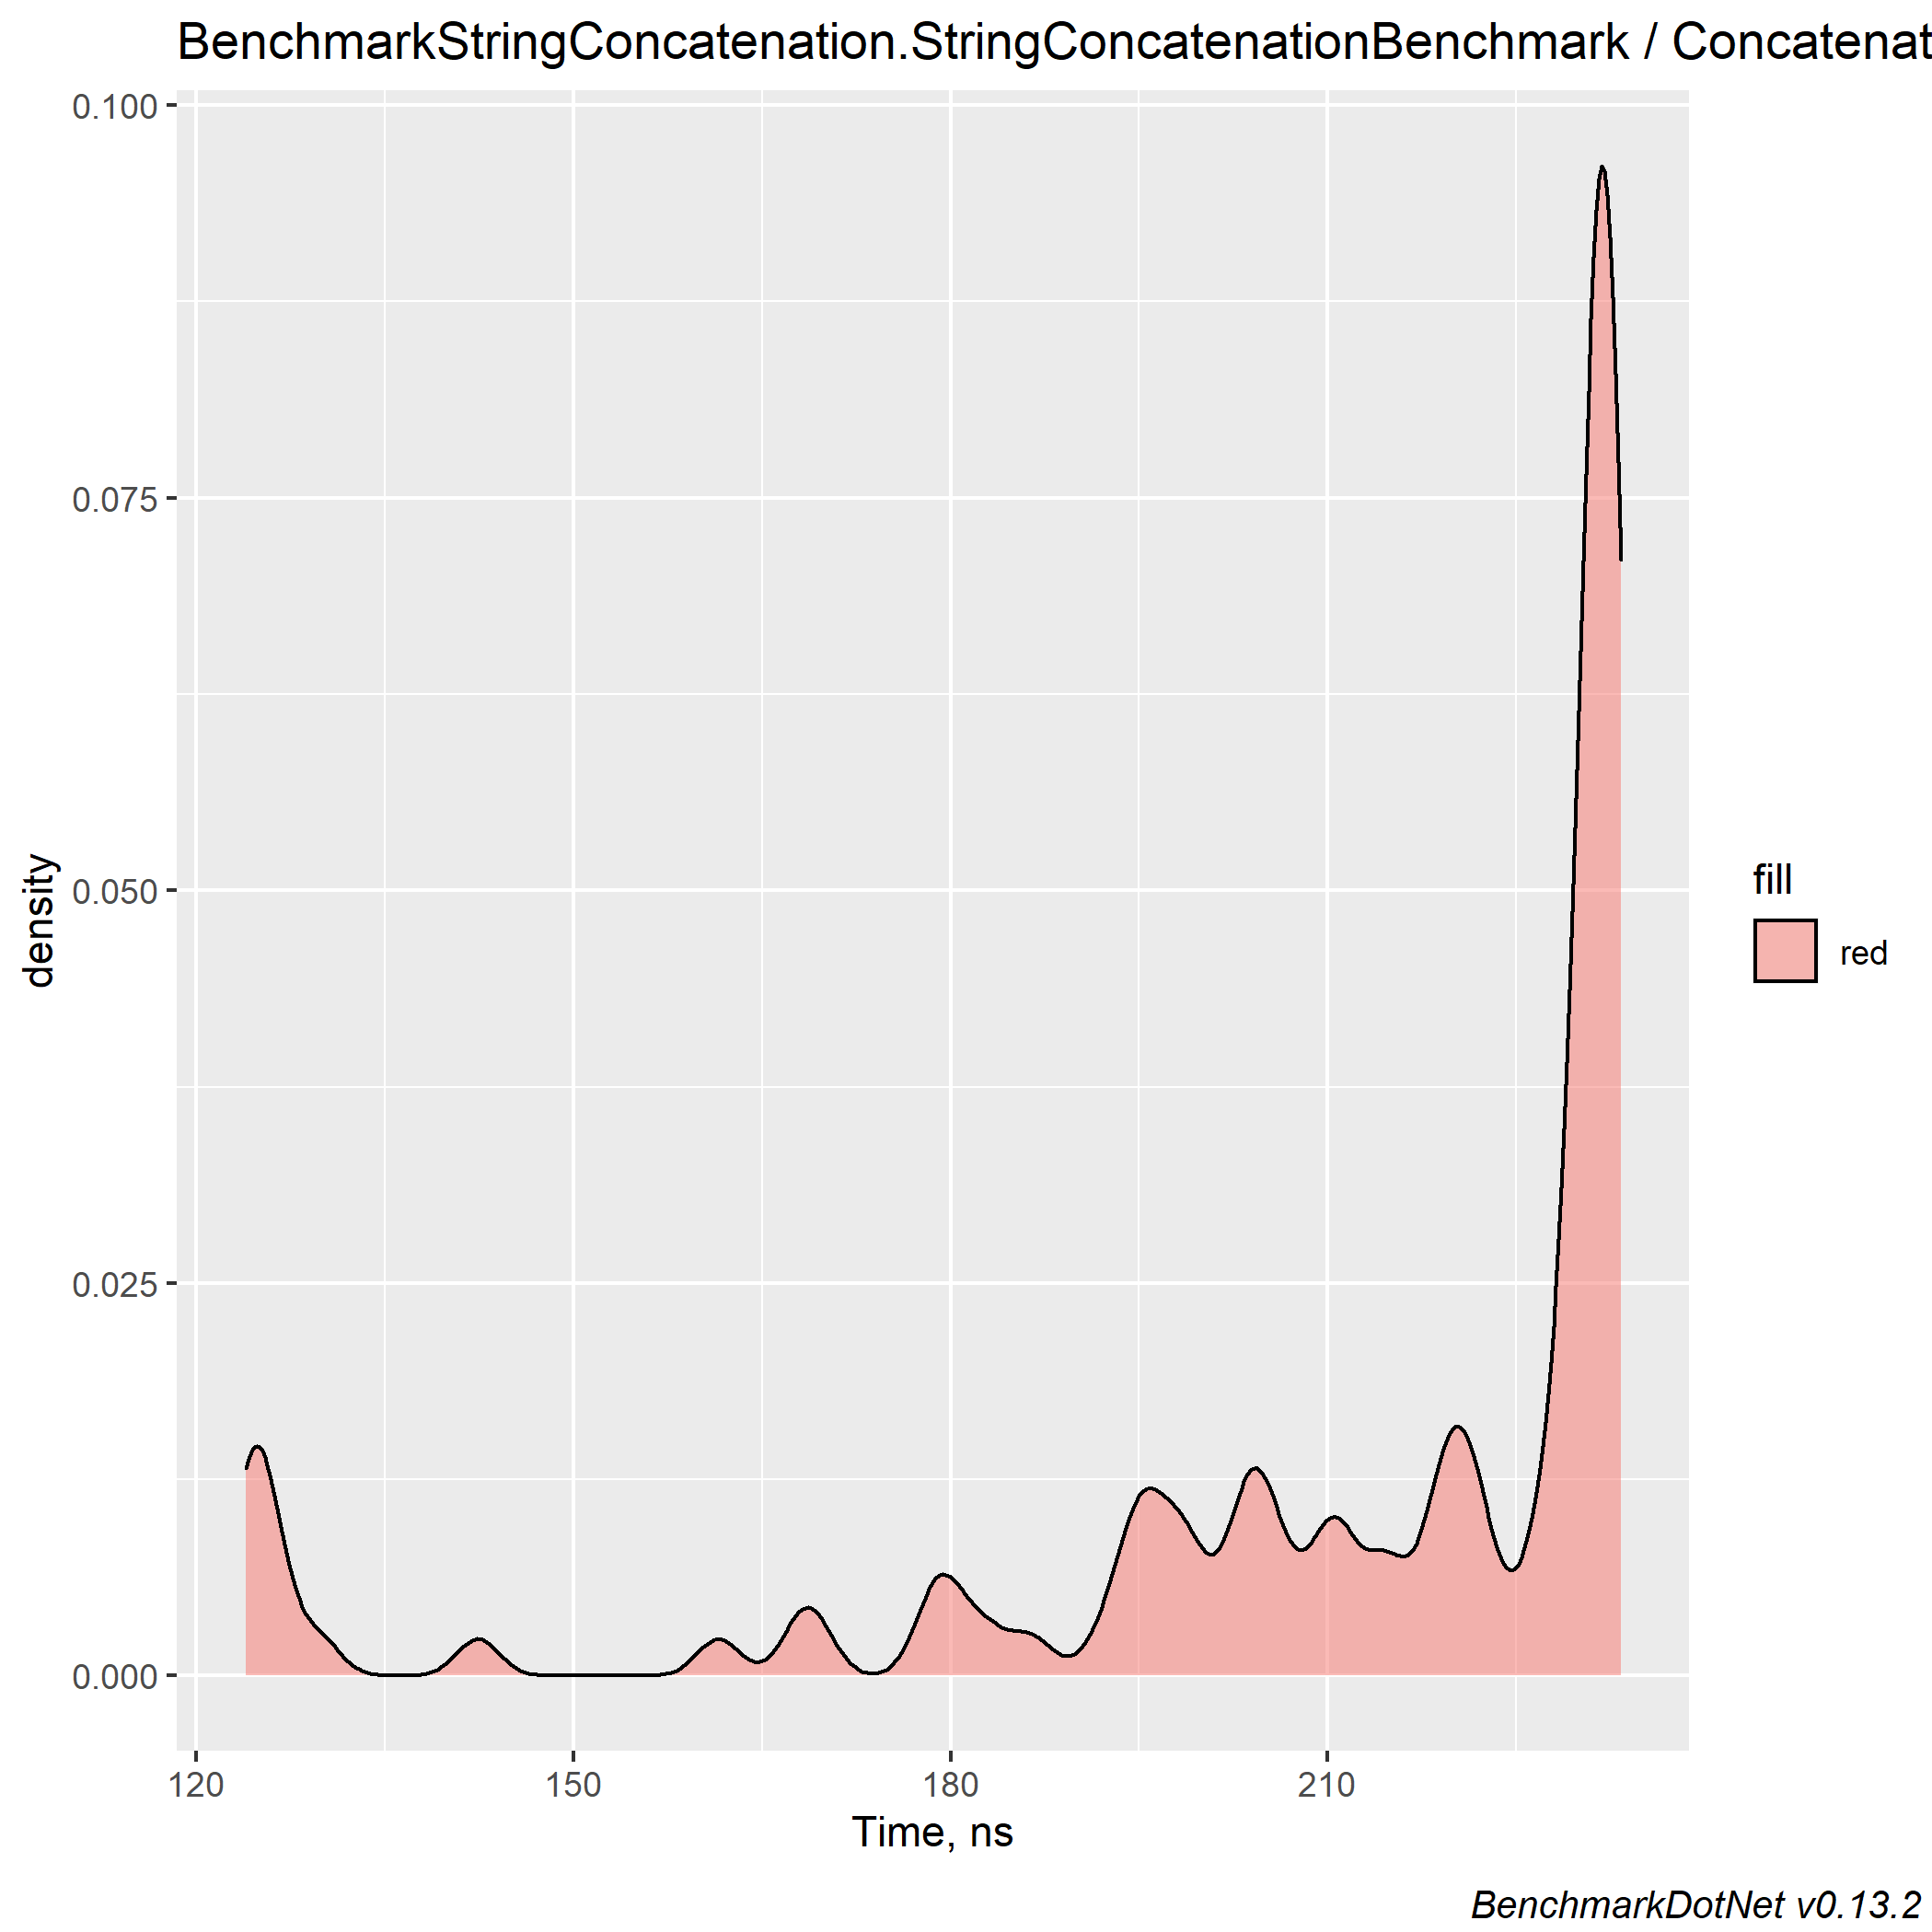 BenchmarkStringConcatenation.StringConcatenationBenchmark / Concatenat
0.100
0.075
0.050
0.025
0.000
density
120 150 180 210
Time, ns
fill
red
BenchmarkDotNet v0.13.2